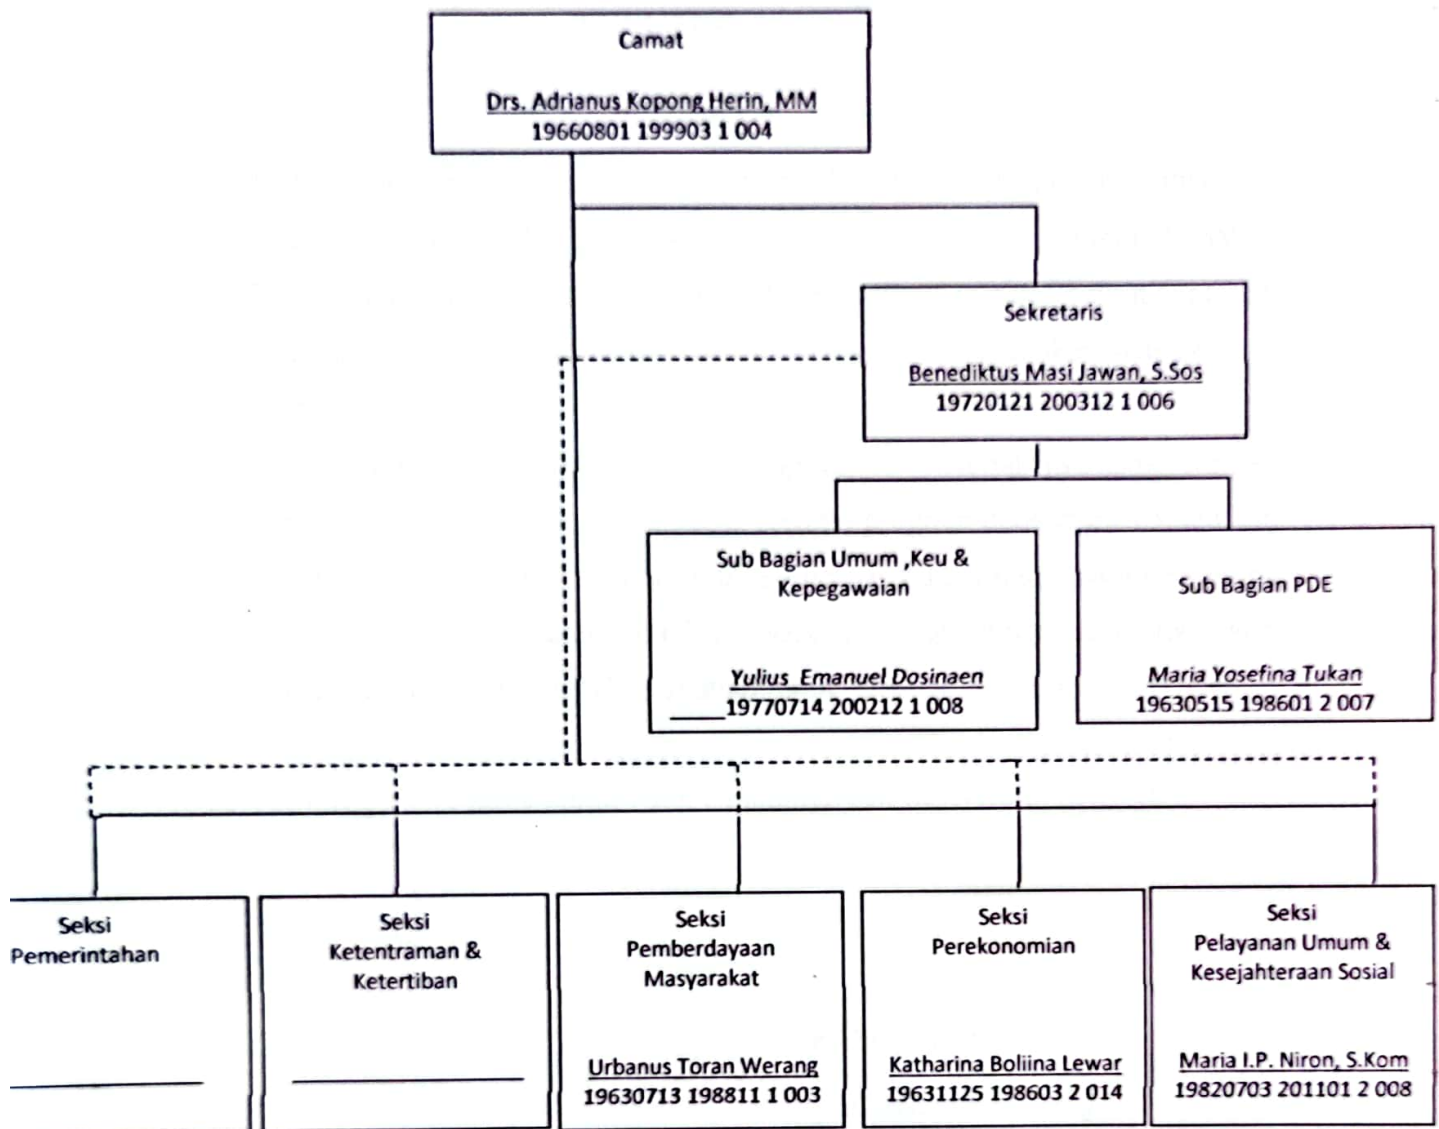 Camat
Drs. Adrianus Kopong Herin, MM
19660801 199903 1 004
Sekretaris
Benediktus Masi Jawan, S.Sos
19720121 200312 1 006
Sub Bagian Umum ,Keu &
Kepegawaian
Yulius Emanuel Dosinaen
19770714 200212 1 008
Sub Bagian PDE
Maria Yosefina Tukan
19630515 198601 2 007
Seksi
Pemerintahan
Seksi
Ketentraman &
Ketertiban
Seksi
Pemberdayaan
Masyarakat
Urbanus Toran Werang
19630713 198811 1 003
Seksi
Perekonomian
Katharina Boliina Lewar
19631125 198603 2 014
Seksi
Pelayanan Umum &
Kesejahteraan Sosial
Maria I.P. Niron, S.Kom
19820703 201101 2 008